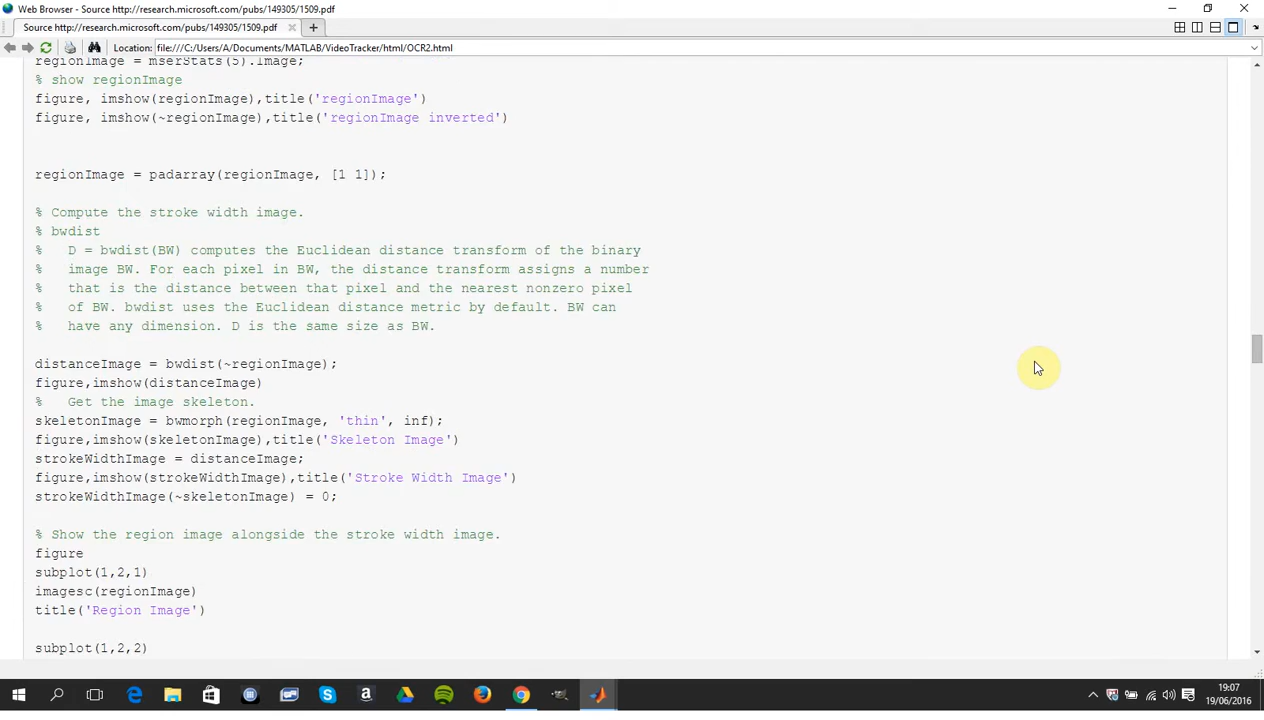 Web Browser - Source http://research.microsoft.com/pubs/149305/1509.pdf
Source http://research.microsoft.com/pubs/149305/1509.pdf
Location: file:///C:/Users/A/Documents/MATLAB/VideoTracker/html/OCR2.html
regionImage = mserStats(5).Image;
% show regionImage
figure, imshow(regionImage),title('regionImage')
figure, imshow(~regionImage),title('regionImage inverted')
regionImage = padarray(regionImage, [1 1]);
% Compute the stroke width image.
% bwdist
%   D = bwdist(BW) computes the Euclidean distance transform of the binary
%   image BW. For each pixel in BW, the distance transform assigns a number
%   that is the distance between that pixel and the nearest nonzero pixel
%   of BW. bwdist uses the Euclidean distance metric by default. BW can
%   have any dimension. D is the same size as BW.
distanceImage = bwdist(~regionImage);
figure,imshow(distanceImage)
%   Get the image skeleton.
skeletonImage = bwmorph(regionImage, 'thin', inf);
figure,imshow(skeletonImage),title('Skeleton Image')
strokeWidthImage = distanceImage;
figure,imshow(strokeWidthImage),title('Stroke Width Image')
strokeWidthImage(~skeletonImage) = 0;
% Show the region image alongside the stroke width image.
figure
subplot(1,2,1)
imagesc(regionImage)
title('Region Image')
subplot(1,2,2)
19:07
19/06/2016